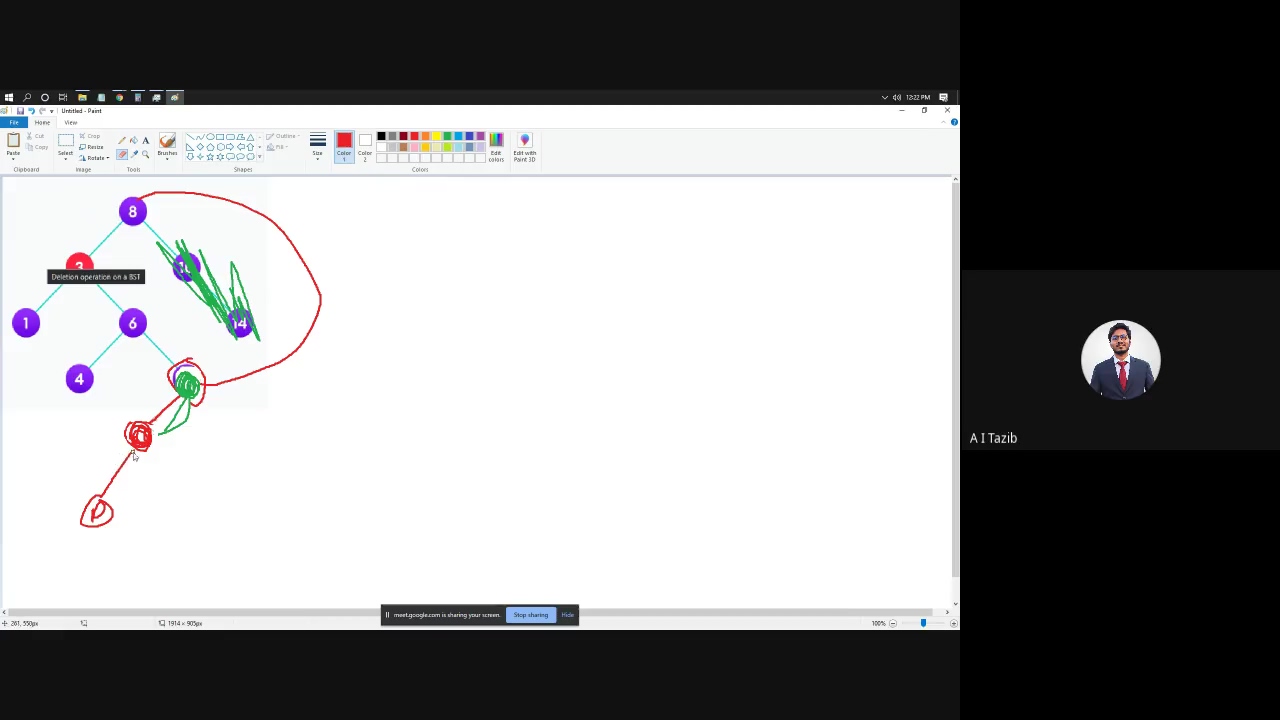 12:22 PM
Untitled - Paint
File
Home
View
Paste
Cut
Copy
Clipboard
Select
Crop
Resize
Rotate
Image
A
Tools
Brushes
Outline
Fill
Shapes
Size
Color 1
Color 2
Edit colors
Edit with Paint 3D
Colors
8
3
Deletion operation on a BST
1
6
14
4
A I Tazib
meet.google.com is sharing your screen.
Stop sharing
Hide
261, 550px
1914 × 905px
100%